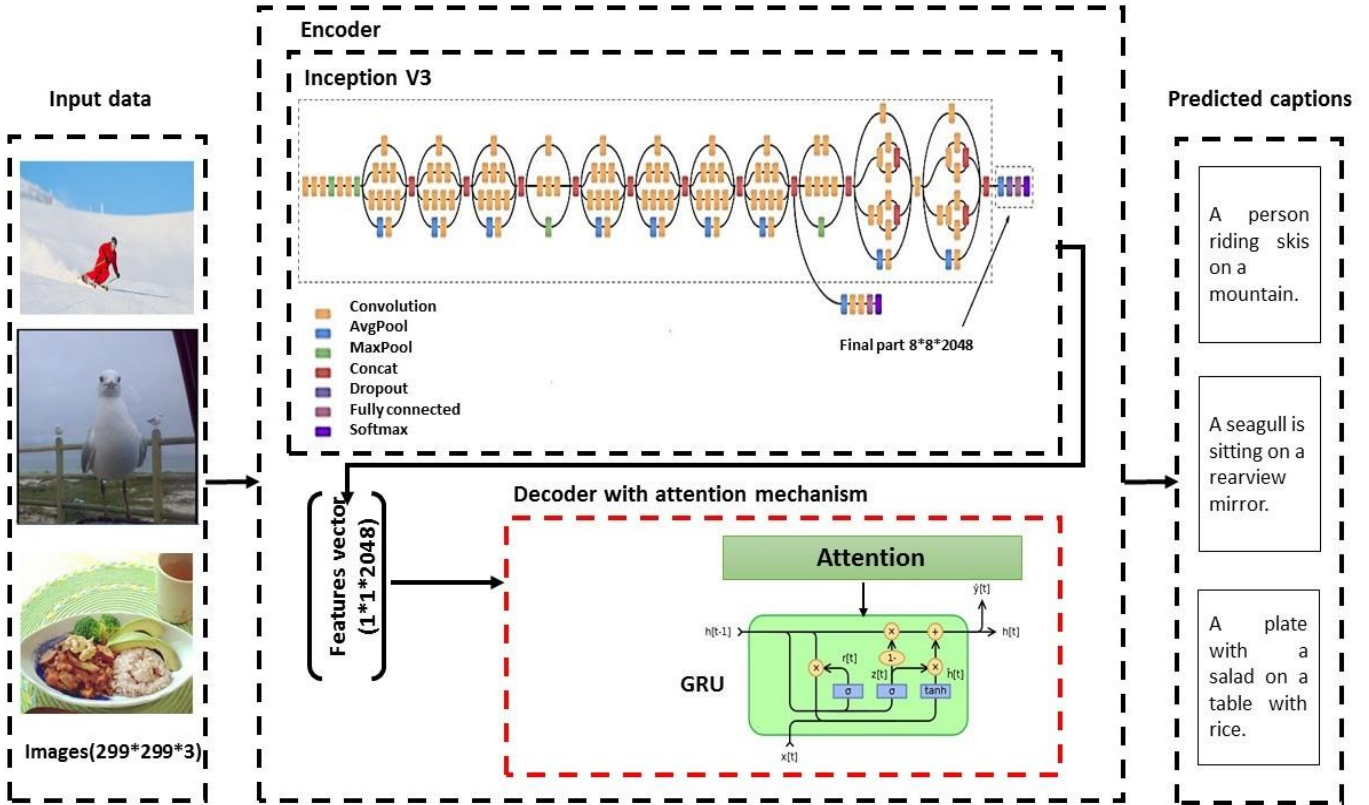 Encoder
Inception V3
Input data
Predicted captions
Convolution
AvgPool
MaxPool
Concat
Dropout
Fully connected
Softmax
Final part 8*8*2048
A person
riding skis
on a
mountain.
A seagull is
sitting on a
rearview
mirror.
A plate
with a
salad on a
table with
rice.
Images(299*299*3)
Features vector
(1*1*2048)
Decoder with attention mechanism
Attention
GRU
ŷ[t]
h[t-1]
h[t]
r[t]
z[t]
1-
ĥ[t]
x
+
x
x
σ
σ
tanh
x[t]